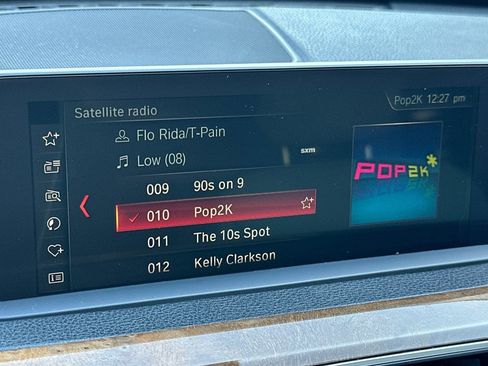 Satellite radio
Pop2K 12:27 pm
Flo Rida/T-Pain
Low (08)
sxm
POP2K*
009 90s on 9
010 Pop2K
011 The 10s Spot
012 Kelly Clarkson